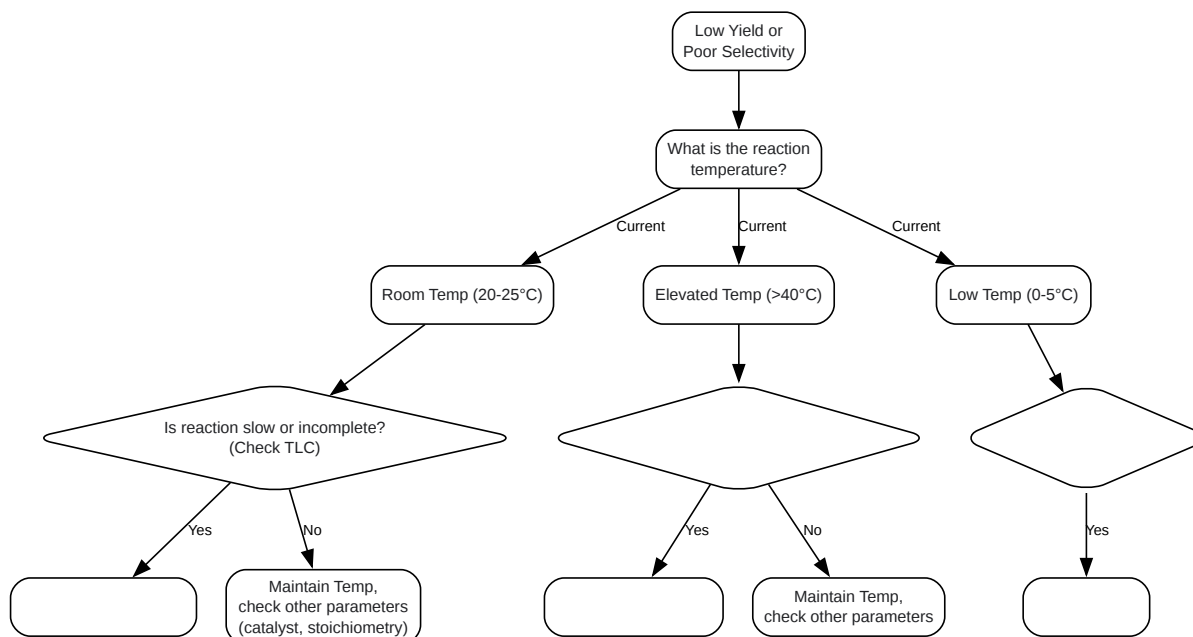 Low Yield or
Poor Selectivity
What is the reaction
temperature?
Current
Current
Current
Room Temp (20-25°C)
Elevated Temp (>40°C)
Low Temp (0-5°C)
Is reaction slow or incomplete?
(Check TLC)
Yes
No
Yes
No
Yes
Maintain Temp,
check other parameters
(catalyst, stoichiometry)
Maintain Temp,
check other parameters